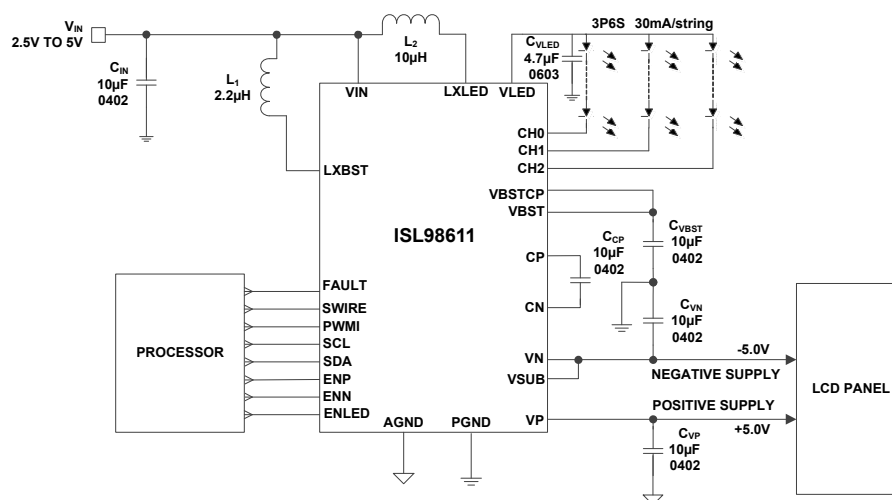 VIN
2.5V TO 5V
CIN
10µF
0402
L1
2.2µH
L2
10µH
CVLED
4.7µF
0603
3P6S 30mA/string
VIN
LXLED
VLED
CH0
CH1
CH2
LXBST
VBSTCP
VBST
ISL98611
CVBST
10µF
0402
CCP
10µF
0402
CP
CN
CVN
10µF
0402
PROCESSOR
FAULT
SWIRE
PWMI
SCL
SDA
ENP
ENN
ENLED
VN
VSUB
-5.0V
NEGATIVE SUPPLY
LCD PANEL
POSITIVE SUPPLY
+5.0V
VP
AGND
PGND
CVP
10µF
0402